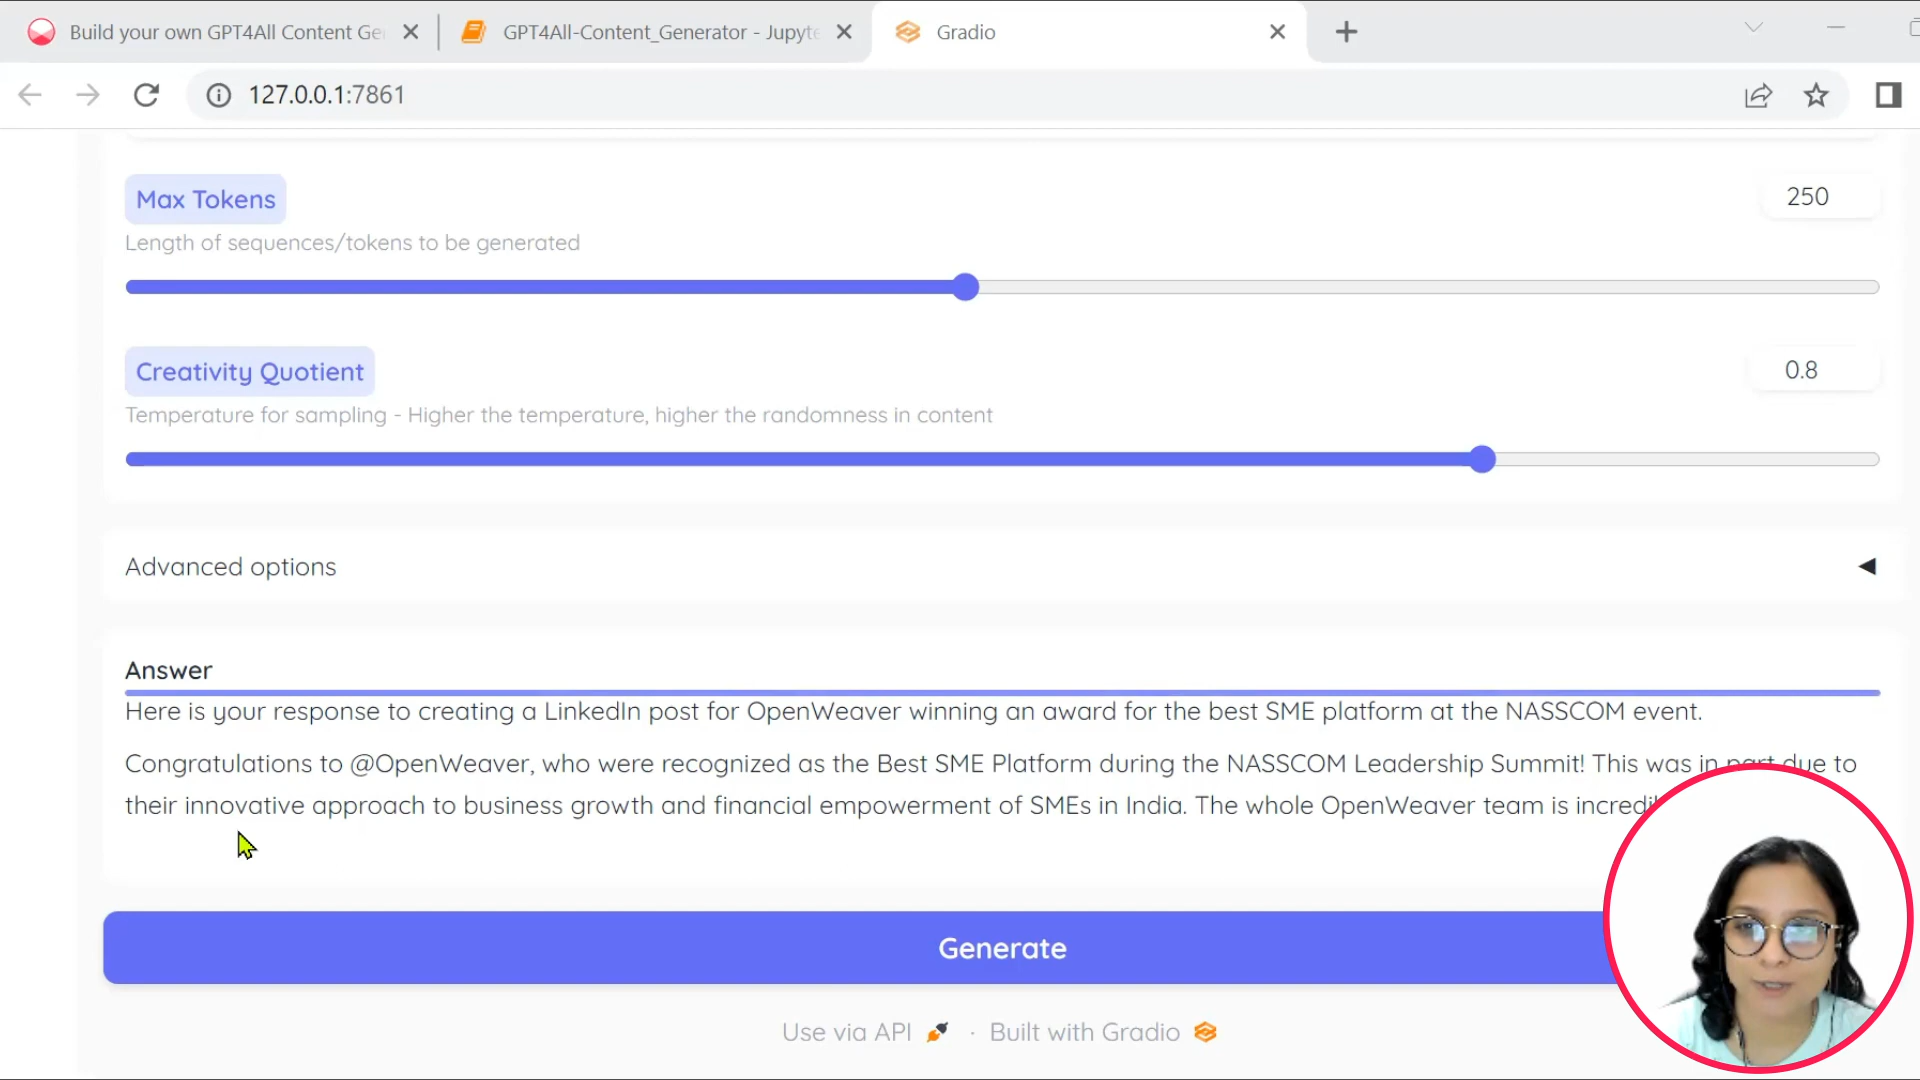 Build your own GPT4All Content Ge
GPT4All-Content_Generator - Jupyte
Gradio
127.0.0.1:7861
Max Tokens
250
Length of sequences/tokens to be generated
Creativity Quotient
0.8
Temperature for sampling - Higher the temperature, higher the randomness in content
Advanced options
Answer
Here is your response to creating a LinkedIn post for OpenWeaver winning an award for the best SME platform at the NASSCOM event.
Congratulations to @OpenWeaver, who were recognized as the Best SME Platform during the NASSCOM Leadership Summit! This was in part due to
their innovative approach to business growth and financial empowerment of SMEs in India. The whole OpenWeaver team is
Generate
Use via API · Built with Gradio